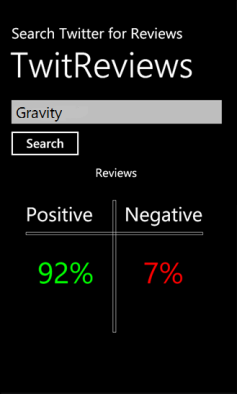 Search Twitter for Reviews
TwitReviews
Gravity
Search
Reviews
Positive Negative
92% 7%